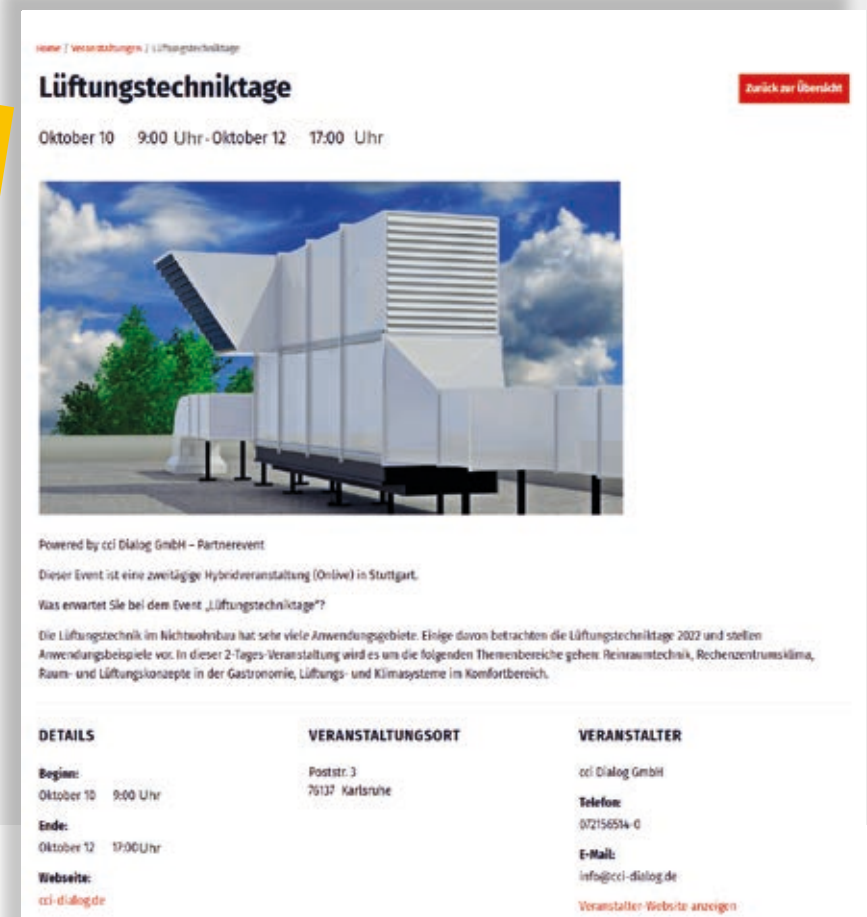 Home / Veranstaltungen / Lüftungstechniktage
Lüftungstechniktage
Zurück zur Übersicht
Oktober 10 9:00 Uhr - Oktober 12 17:00 Uhr
Powered by cci Dialog GmbH – Partnerevent
Dieser Event ist eine zweitägige Hybridveranstaltung (Onlive) in Stuttgart.
Was erwartet Sie bei dem Event „Lüftungstechniktage“?
Die Lüftungstechnik im Nichtwohnbau hat sehr viele Anwendungsgebiete. Einige davon betrachten die Lüftungstechniktage 2022 und stellen
Anwendungsbeispiele vor. In dieser 2-Tages-Veranstaltung wird es um die folgenden Themenbereiche gehen: Reinraumtechnik, Rechenzentrumsklima,
Raum- und Lüftungskonzepte in der Gastronomie, Lüftungs- und Klimasysteme im Komfortbereich.
DETAILS
Beginn:
Oktober 10 9:00 Uhr
Ende:
Oktober 12 17:00 Uhr
Webseite:
cci-dialog.de
VERANSTALTUNGSORT
Poststr. 3
76137 Karlsruhe
VERANSTALTER
cci Dialog GmbH
Telefon:
072156514-0
E-Mail:
info@cci-dialog.de
Veranstalter-Website anzeigen